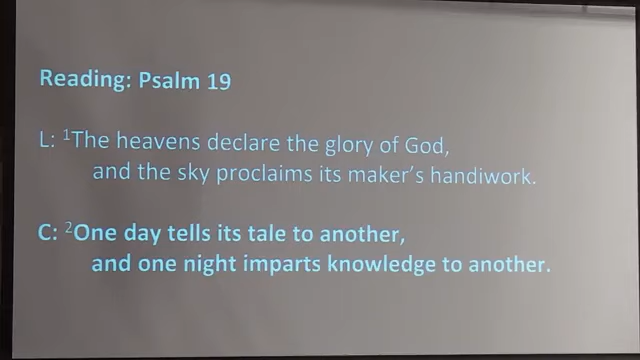 Reading: Psalm 19
L: ¹The heavens declare the glory of God,
and the sky proclaims its maker’s handiwork.
C: ²One day tells its tale to another,
and one night imparts knowledge to another.